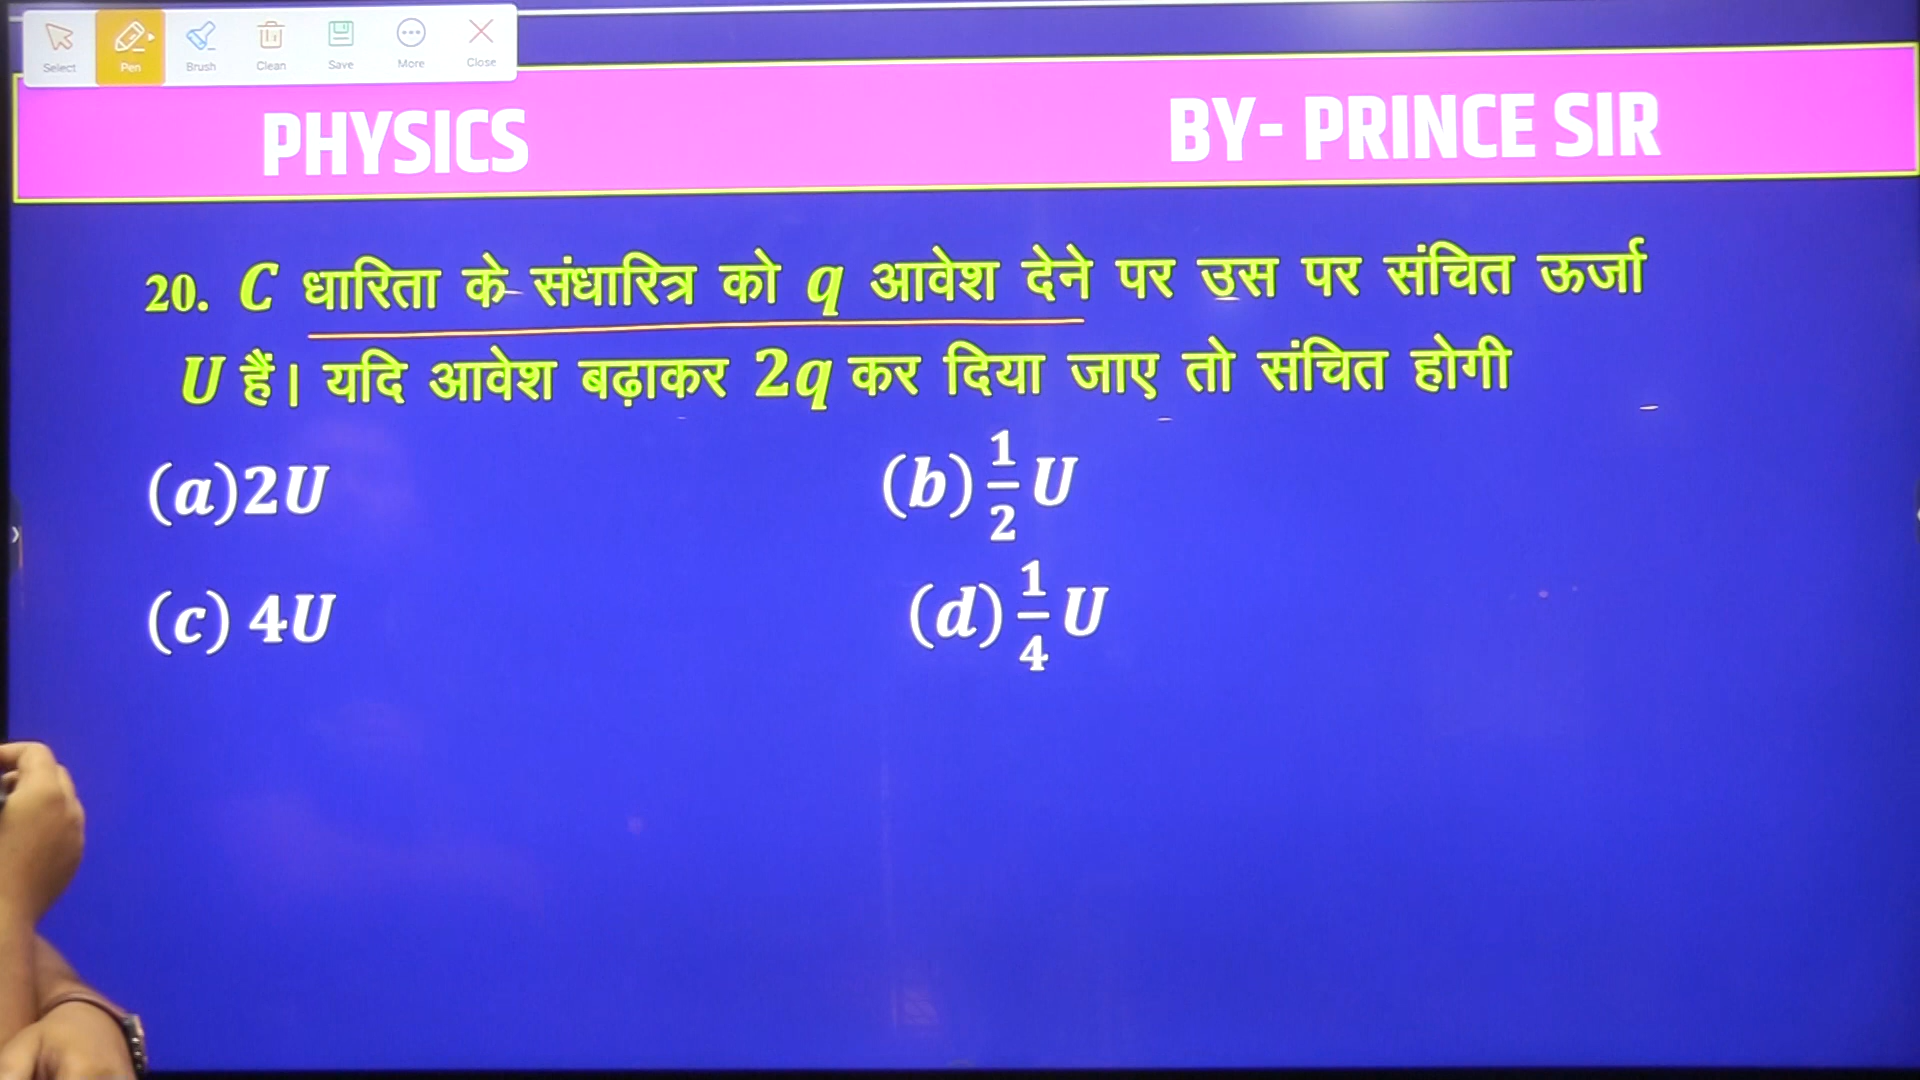 Select Pen Brush Clean Save More Close
PHYSICS BY- PRINCE SIR
20. C धारिता के संधारित्र को q आवेश देने पर उस पर संचित ऊर्जा
U हैं। यदि आवेश बढ़ाकर 2q कर दिया जाए तो संचित होगी
(a)2U (b) 1/2 U
(c) 4U (d) 1/4 U